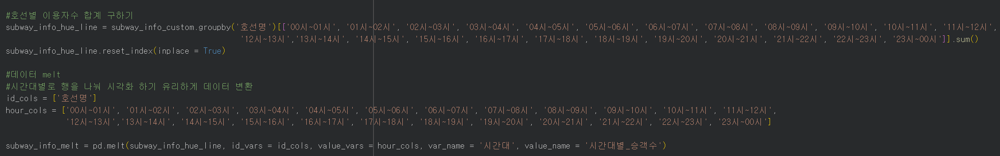 #호선별 이용자수 합계 구하기
subway_info_hue_line = subway_info_custom.groupby('호선명')[['00시~01시', '01시~02시', '02시~03시', '03시~04시', '04시~05시', '05시~06시', '06시~07시', '07시~08시', '08시~09시', '09시~10시', '10시~11시', '11시~12시',
'12시~13시','13시~14시', '14시~15시', '15시~16시', '16시~17시', '17시~18시', '18시~19시', '19시~20시', '20시~21시', '21시~22시', '22시~23시', '23시~00시']].sum()
subway_info_hue_line.reset_index(inplace = True)
#데이터 melt
#시간대별로 행을 나눠 시각화 하기 유리하게 데이터 변환
id_cols = ['호선명']
hour_cols = ['00시~01시', '01시~02시', '02시~03시', '03시~04시', '04시~05시', '05시~06시', '06시~07시', '07시~08시', '08시~09시', '09시~10시', '10시~11시', '11시~12시',
'12시~13시','13시~14시', '14시~15시', '15시~16시', '16시~17시', '17시~18시', '18시~19시', '19시~20시', '20시~21시', '21시~22시', '22시~23시', '23시~00시']
subway_info_melt = pd.melt(subway_info_hue_line, id_vars = id_cols, value_vars = hour_cols, var_name = '시간대', value_name = '시간대별_승객수')